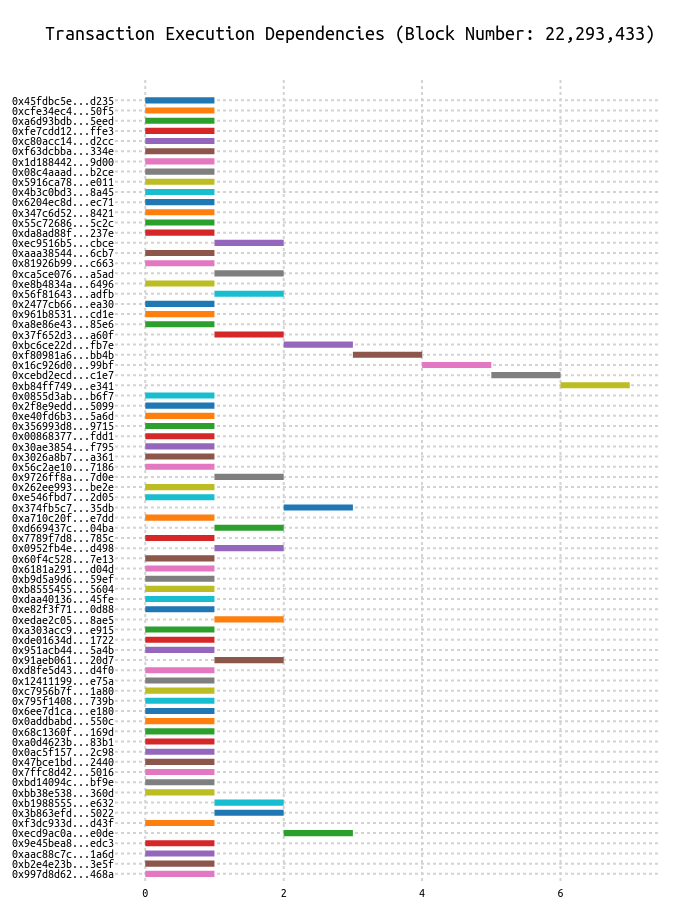 Transaction Execution Dependencies (Block Number: 22,293,433)
0x45fdbc5e...d235
0xcfe34ec4...50f5
0xa6d93bdb...5eed
0xfe7cdd12...ffe3
0xc80acc14...d2cc
0xf63dcbba...334e
0x1d188442...9d00
0x08c4aaad...b2ce
0x5916ca78...e011
0x4b3c0bd3...8a45
0x6204ec8d...ec71
0x347c6d52...8421
0x55c72686...5c2c
0xda8ad88f...237e
0xec9516b5...cbce
0xaaa38544...6cb7
0x81926b99...c663
0xca5ce076...a5ad
0xe8b4834a...6496
0x56f81643...adfb
0x2477cb66...ea30
0x961b8531...cd1e
0xa8e86e43...85e6
0x37f652d3...a60f
0xbc6ce22d...fb7e
0xf80981a6...bb4b
0x16c926d0...99bf
0xcebd2ecd...c1e7
0xb84ff749...e341
0x0855d3ab...b6f7
0x2f8e9edd...5099
0xe40fd6b3...5a6d
0x356993d8...9715
0x00868377...fdd1
0x30ae3854...f795
0x3026a8b7...a361
0x56c2ae10...7186
0x9726ff8a...7d0e
0x262ee993...be2e
0xe546fbd7...2d05
0x374fb5c7...35db
0xa710c20f...e7dd
0xd669437c...04ba
0x7789f7d8...785c
0x0952fb4e...d498
0x60f4c528...7e13
0x6181a291...d04d
0xb9d5a9d6...59ef
0xb8555455...5604
0xdaa40136...45fe
0xe82f3f71...0d88
0xedae2c05...8ae5
0xa303acc9...e915
0xde01634d...1722
0x951acb44...5a4b
0x91aeb061...20d7
0xd8fe5d43...d4f0
0x12411199...e75a
0xc7956b7f...1a80
0x795f1408...739b
0x6ee7d1ca...e180
0x0addbabd...550c
0x68c1360f...169d
0xa0d4623b...83b1
0x0ac5f157...2c98
0x47bce1bd...2440
0x7ffc8d42...5016
0xbd14094c...bf9e
0xbb38e538...360d
0xb1988555...e632
0x3b863efd...5022
0xf3dc933d...d43f
0xecd9ac0a...e0de
0x9e45bea8...edc3
0xaac88c7c...1a6d
0xb2e4e23b...3e5f
0x997d8d62...468a
0 2 4 6